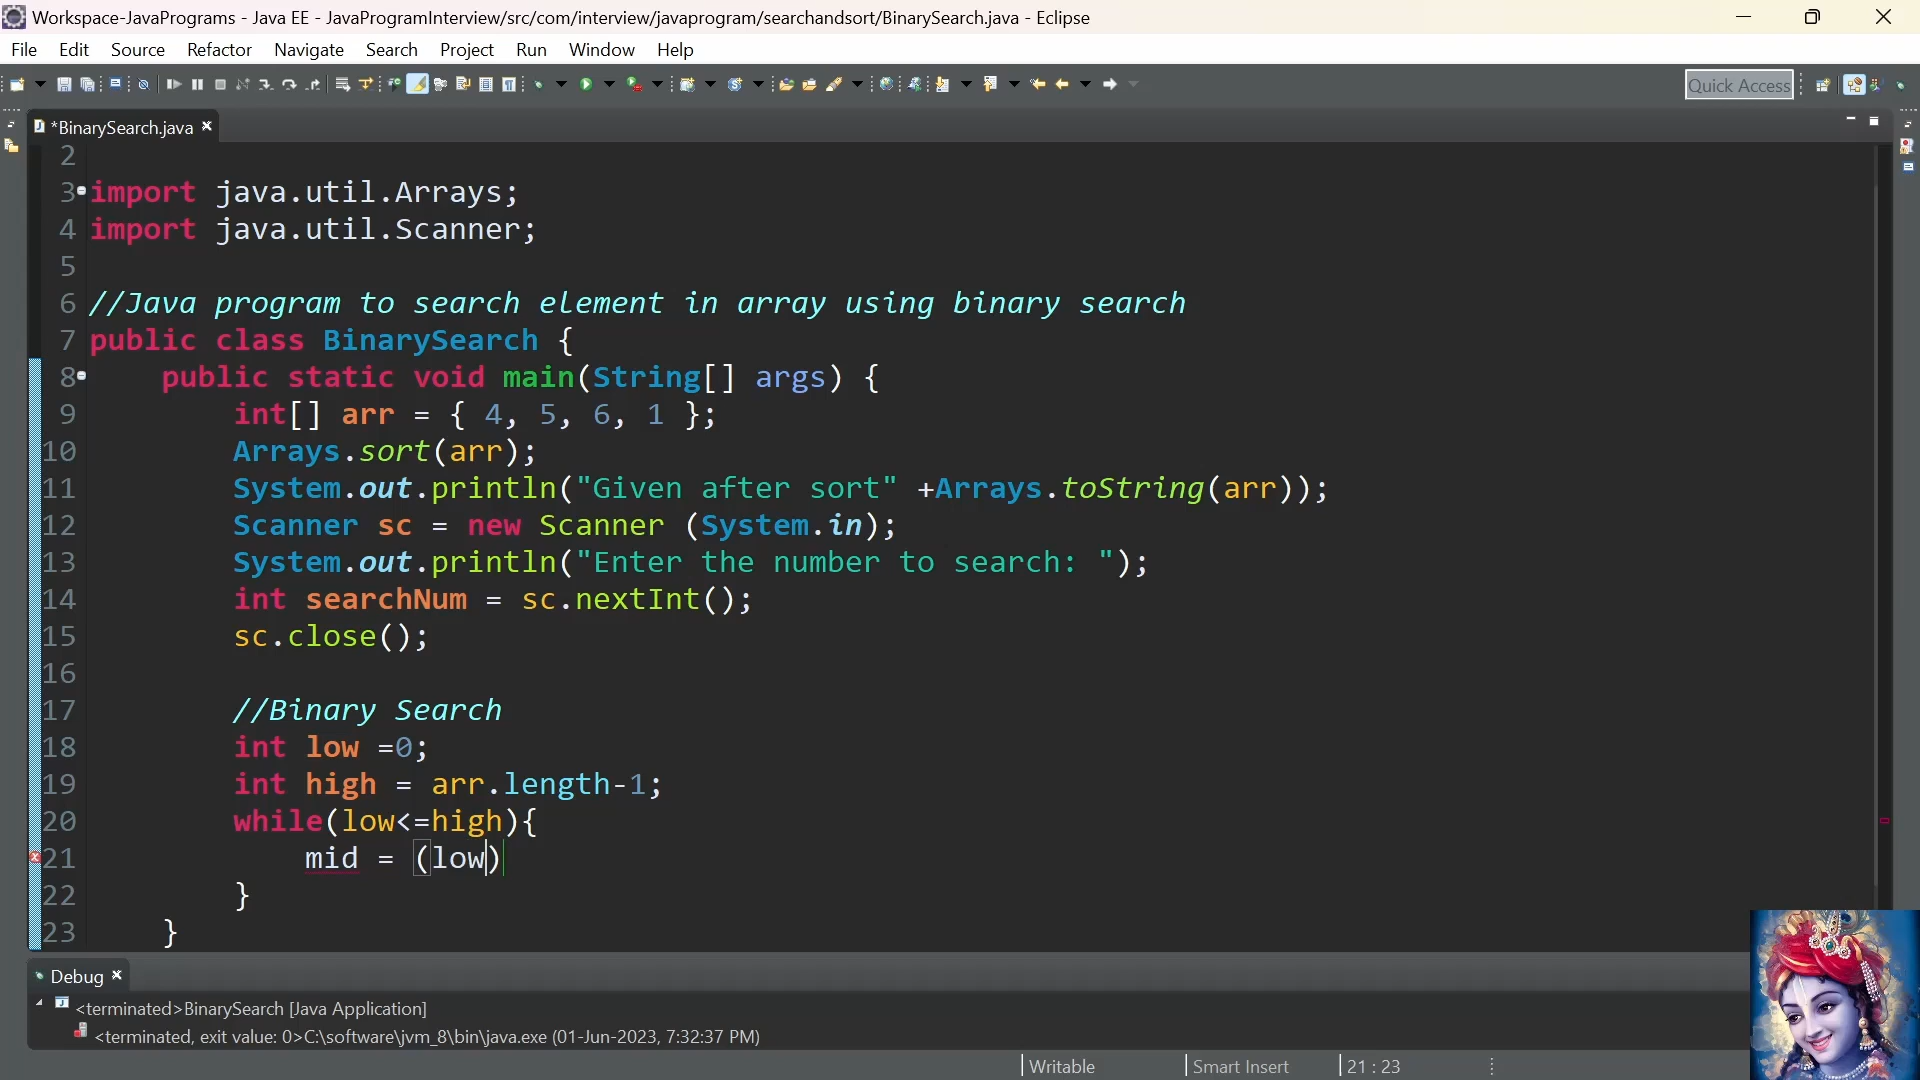 Workspace-JavaPrograms - Java EE - JavaProgramInterview/src/com/interview/javaprogram/searchandsort/BinarySearch.java - Eclipse
File Edit Source Refactor Navigate Search Project Run Window Help
Quick Access
*BinarySearch.java
2
3 import java.util.Arrays;
4 import java.util.Scanner;
5
6 //Java program to search element in array using binary search
7 public class BinarySearch {
8 public static void main(String[] args) {
9 int[] arr = { 4, 5, 6, 1 };
10 Arrays.sort(arr);
11 System.out.println("Given after sort" +Arrays.toString(arr));
12 Scanner sc = new Scanner (System.in);
13 System.out.println("Enter the number to search: ");
14 int searchNum = sc.nextInt();
15 sc.close();
16
17 //Binary Search
18 int low =0;
19 int high = arr.length-1;
20 while(low<=high){
21 mid = (low)
22 }
23 }
Debug
<terminated>BinarySearch [Java Application]
<terminated, exit value: 0>C:\software\jvm_8\bin\java.exe (01-Jun-2023, 7:32:37 PM)
Writable Smart Insert 21 : 23